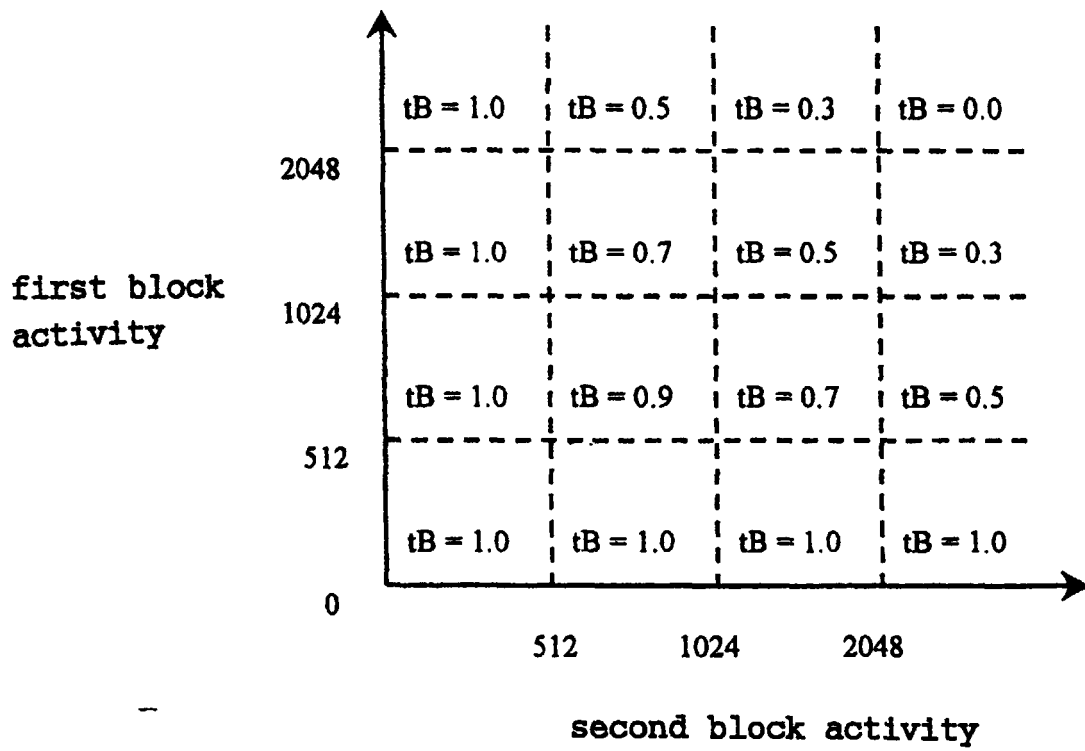 tB = 1.0 tB = 0.5 tB = 0.3 tB = 0.0
2048
tB = 1.0 tB = 0.7 tB = 0.5 tB = 0.3
first block
activity
1024
tB = 1.0 tB = 0.9 tB = 0.7 tB = 0.5
512
tB = 1.0 tB = 1.0 tB = 1.0 tB = 1.0
0
512 1024 2048
second block activity